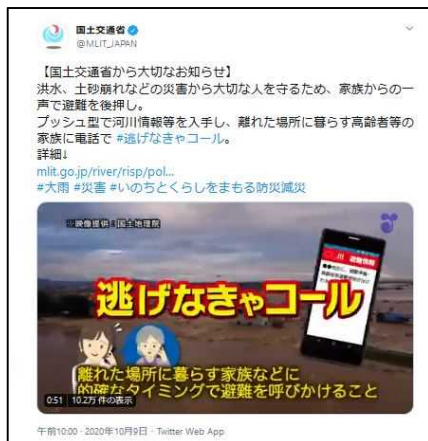 国土交通省
@MLIT_JAPAN
【国土交通省から大切なお知らせ】
洪水、土砂崩れなどの災害から大切な人を守るため、家族からの一
声で避難を後押し。
プッシュ型で河川情報等を入手し、離れた場所に暮らす高齢者等の
家族に電話で #逃げなきゃコール。
詳細↓
mlit.go.jp/river/risp/pol...
#大雨 #災害 #いのちとくらしをまもる防災減災
※映像提供：国土地理院
川 避難情報
逃げなきゃコール
離れた場所に暮らす家族などに
的確なタイミングで避難を呼びかけること
0:51 10.2万 件の表示
午前10:00 · 2020年10月9日 · Twitter Web App